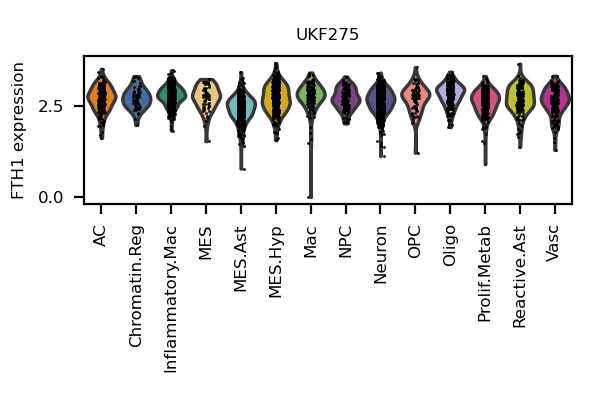 UKF275
FTH1 expression
2.5
0.0
AC
Chromatin.Reg
Inflammatory.Mac
MES
MES.Ast
MES.Hyp
Mac
NPC
Neuron
OPC
Oligo
Prolif.Metab
Reactive.Ast
Vasc